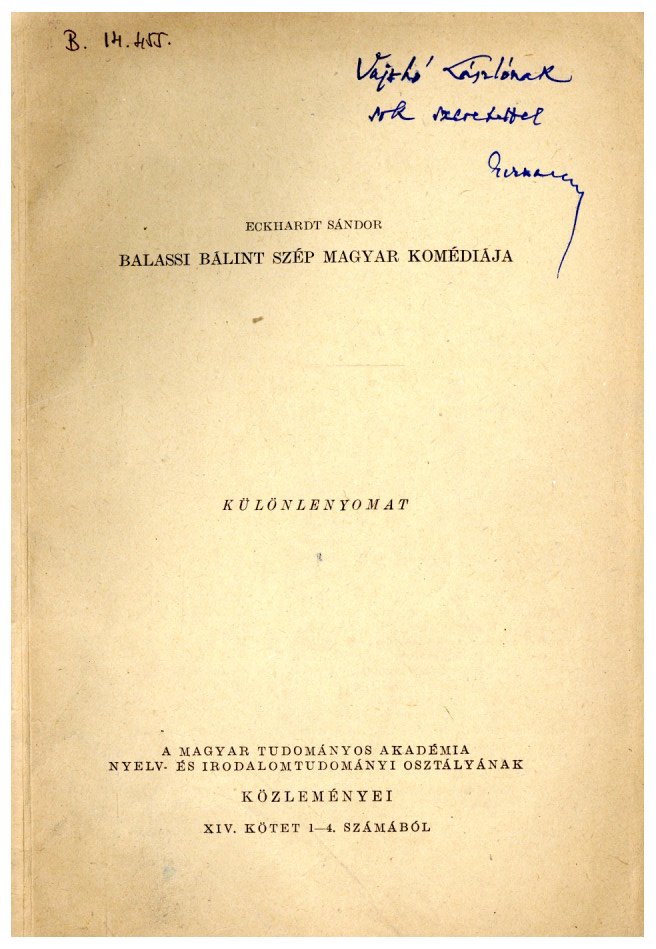 B. 14.455.
Vajthó Lászlónak
sok szeretettel
ECKHARDT SÁNDOR
BALASSI BÁLINT SZÉP MAGYAR KOMÉDIÁJA
KÜLÖNLENYOMAT
A MAGYAR TUDOMÁNYOS AKADÉMIA
NYELV- ÉS IRODALOMTUDOMÁNYI OSZTÁLYÁNAK
KÖZLEMÉNYEI
XIV. KÖTET 1—4. SZÁMÁBÓL